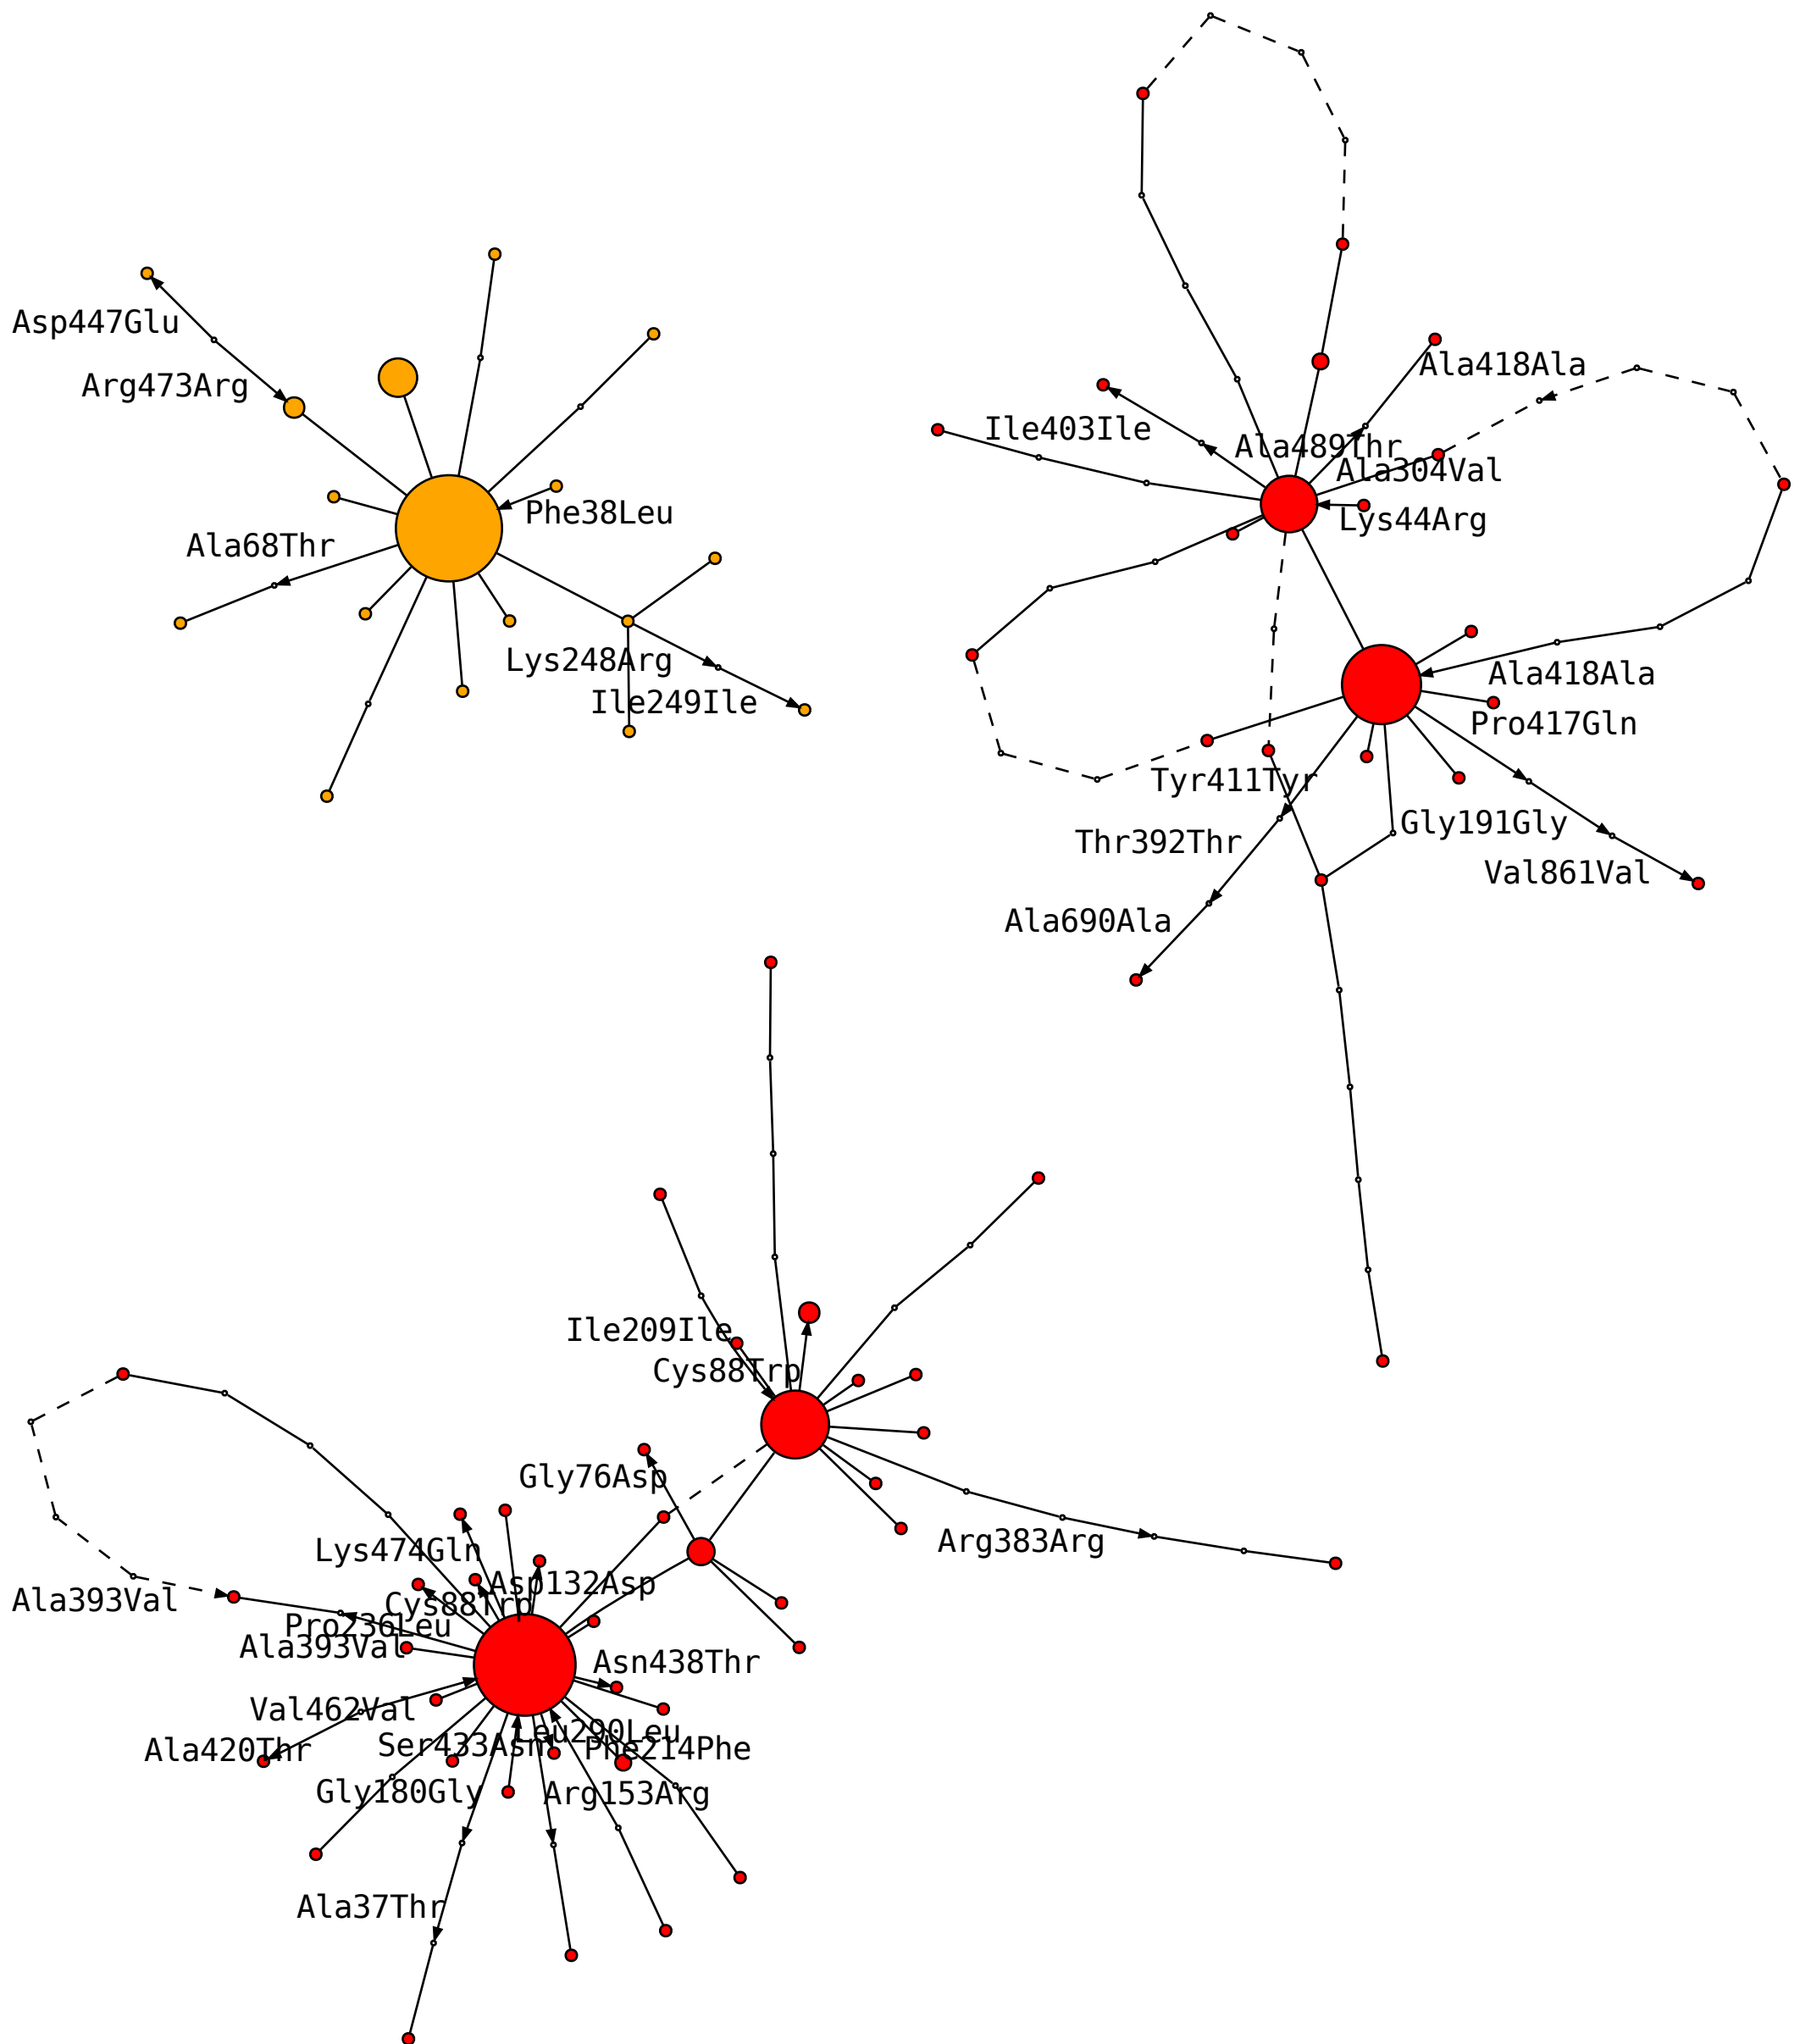 Asp447Glu
Arg473Arg
Phe38Leu
Ala68Thr
Lys248Arg
Ile249Ile
Ala418Ala
Ile403Ile
Ala489Thr
Ala304Val
Lys44Arg
Ala418Ala
Pro417Gln
Tyr411Tyr
Gly191Gly
Thr392Thr
Val861Val
Ala690Ala
Ile209Ile
Cys88Trp
Gly76Asp
Arg383Arg
Lys474Gln
Asp132Asp
Ala393Val
Cys88Trp
Pro236Leu
Ala393Val
Asn438Thr
Val462Val
Leu290Leu
Ala420Thr
Ser433Asn
Phe214Phe
Gly180Gly
Arg153Arg
Ala37Thr